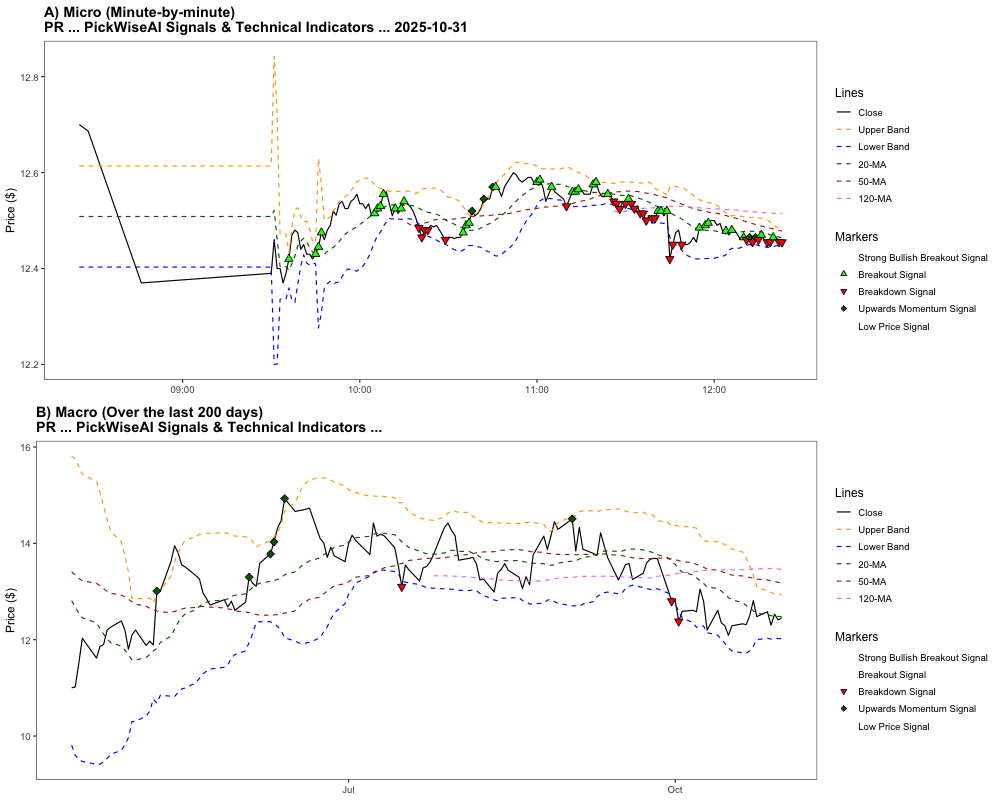 A) Micro (Minute-by-minute)
PR ... PickWiseAI Signals & Technical Indicators ... 2025-10-31
Price ($)
12.8
12.6
12.4
12.2
09:00
10:00
11:00
12:00
Lines
Close
Upper Band
Lower Band
20-MA
50-MA
120-MA
Markers
Strong Bullish Breakout Signal
Breakout Signal
Breakdown Signal
Upwards Momentum Signal
Low Price Signal
B) Macro (Over the last 200 days)
PR ... PickWiseAI Signals & Technical Indicators ...
Price ($)
16
14
12
10
Jul
Oct
Lines
Close
Upper Band
Lower Band
20-MA
50-MA
120-MA
Markers
Strong Bullish Breakout Signal
Breakout Signal
Breakdown Signal
Upwards Momentum Signal
Low Price Signal